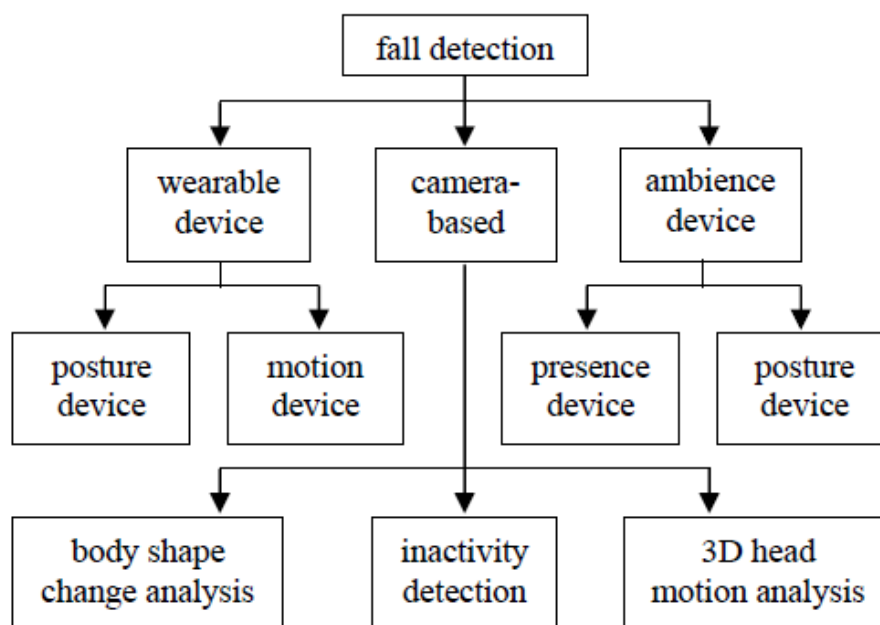 fall detection
wearable
device
camera-
based
ambience
device
posture
device
motion
device
presence
device
posture
device
body shape
change analysis
inactivity
detection
3D head
motion analysis